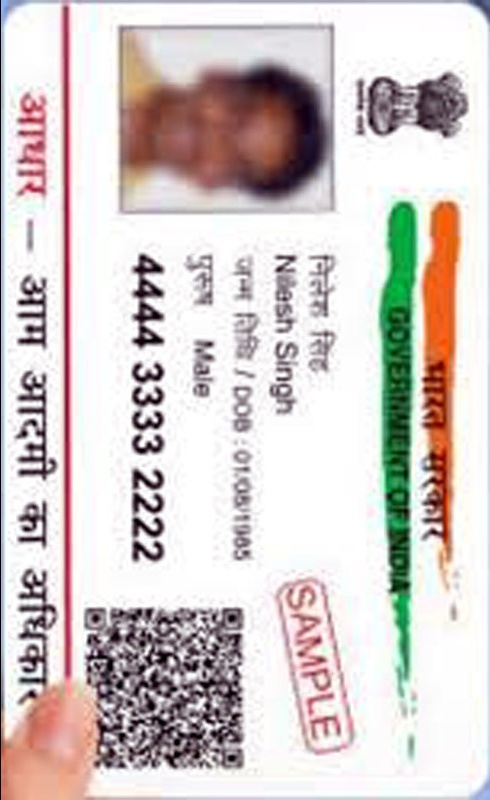 भारत सरकार
GOVERNMENT OF INDIA
निलेश सिंह
Nilesh Singh
जन्म तिथि / DOB : 01/08/1985
पुरुष Male
4444 3333 2222
SAMPLE
आधार – आम आदमी का अधिकार